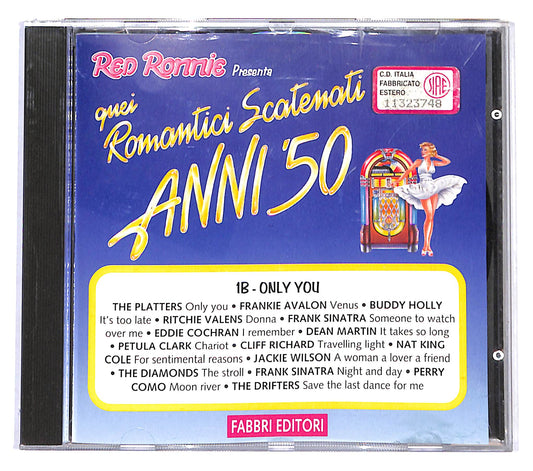 RED RONNIE Presenta
C.D. ITALIA
FABBRICATO
ESTERO
SIAE
11323748
quei
Romantici Scatenati
ANNI '50
1B - ONLY YOU
THE PLATTERS Only you • FRANKIE AVALON Venus • BUDDY HOLLY
It's too late • RITCHIE VALENS Donna • FRANK SINATRA Someone to watch
over me • EDDIE COCHRAN I remember • DEAN MARTIN It takes so long
• PETULA CLARK Chariot • CLIFF RICHARD Travelling light • NAT KING
COLE For sentimental reasons • JACKIE WILSON A woman a lover a friend
• THE DIAMONDS The stroll • FRANK SINATRA Night and day • PERRY
COMO Moon river • THE DRIFTERS Save the last dance for me
FABBRI EDITORI